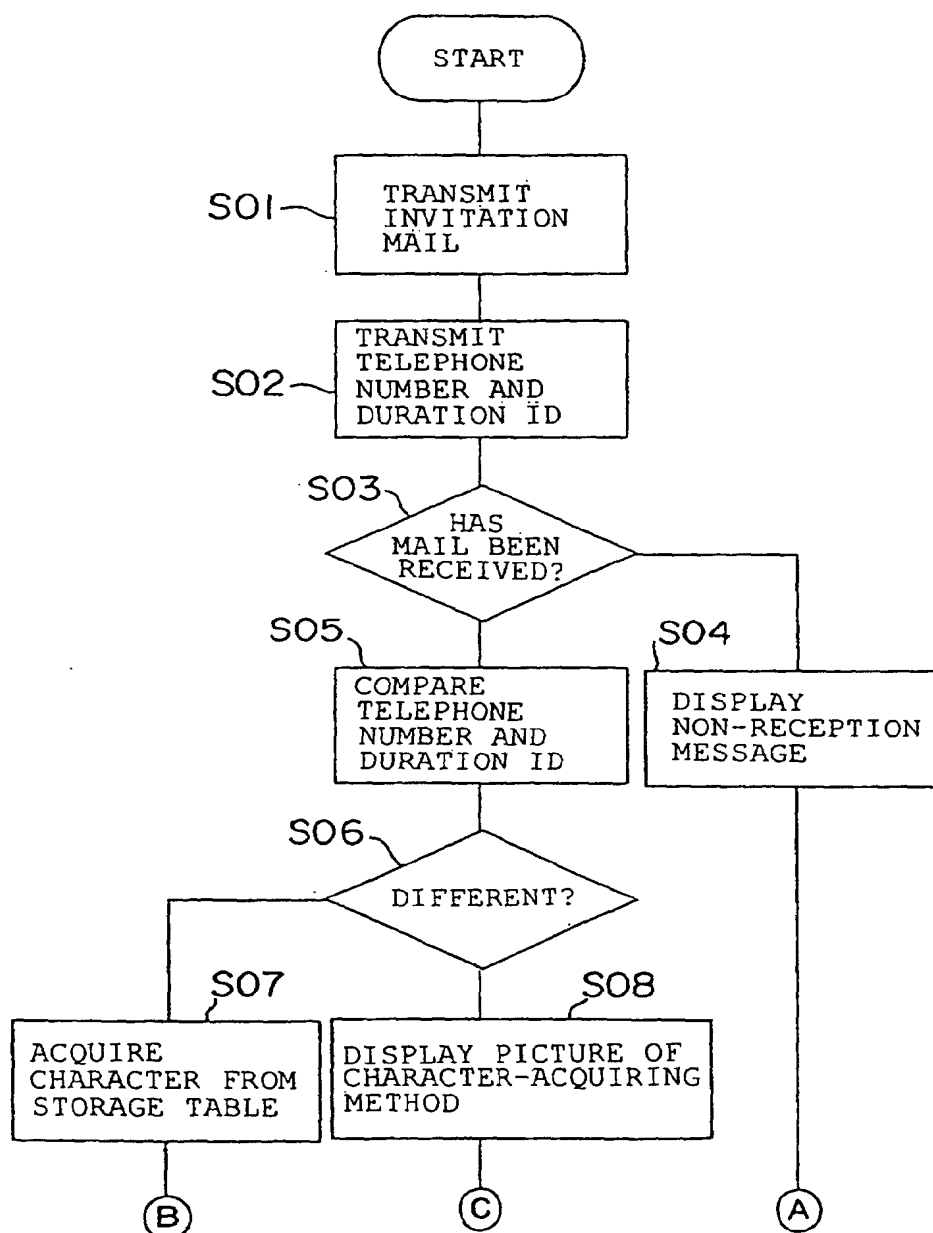 START
S01
TRANSMIT
INVITATION
MAIL
S02
TRANSMIT
TELEPHONE
NUMBER AND
DURATION ID
S03
HAS
MAIL BEEN
RECEIVED?
S05
COMPARE
TELEPHONE
NUMBER AND
DURATION ID
S04
DISPLAY
NON-RECEPTION
MESSAGE
S06
DIFFERENT?
S07
ACQUIRE
CHARACTER FROM
STORAGE TABLE
S08
DISPLAY PICTURE OF
CHARACTER-ACQUIRING
METHOD
B
C
A